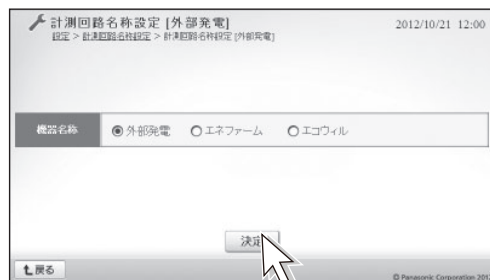 計測回路名称設定 [外部発電] 2012/10/21 12:00
設定 > 計測回路名称設定 > 計測回路名称設定 [外部発電]
機器名称 外部発電 エネファーム エコウィル
決定
戻る © Panasonic Corporation 2012